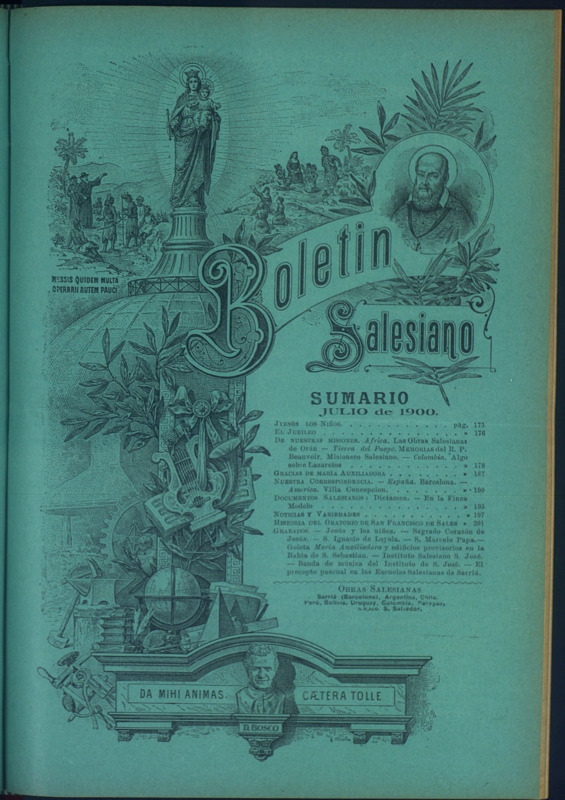 MESSIS QUIDEM MULTA
OPERARII AUTEM PAUCI
Boletin
Salesiano
SUMARIO
JULIO de 1900.
JVENÚS LOS NIÑOS. . . . . . . . . . . . . pág. 175
EL JUBILEO . . . . . . . . . . . . . . » 176
DE NUESTRAS MISIONES. Africa. Las Obras Salesianas
de Orán — Tierra del Fuego. MEMORIAS del R. P.
Beauvoir, Misionero Salesiano. — Colombia. Algo
sobre Lazaretos . . . . . . . . . . . . » 178
GRACIAS DE MARÍA AUXILIADORA . . . . . . . . » 187
NUESTRA CORRESPONDENCIA. — España. Barcelona. —
America. Villa Concepcion. . . . . . . . . » 190
DOCUMENTOS SALESIANOS: Dictamen. — En la Finca
Modelo . . . . . . . . . . . . . . » 195
NOTICIAS Y VARIEDADES . . . . . . . . . . » 197
HISTORIA DEL ORATORIO DE SAN FRANCISCO DE SALES » 201
GRABADOS. — Jesús y los niños. — Sagrado Corazón de
Jesús. — S. Ignacio de Loyola. — S. Marcelo Papa.—
Goleta Maria Auxiliadora y edificios provisorios en la
Bahia de S. Sebastian. — Instituto Salesiano S. José.
— Banda de música del Instituto de S. José. — El
precepto pascual en las Escuelas Salesianas de Sarriá.
OBRAS SALESIANAS
Sarriá (Barcelona), Argentina, Chile,
Perú, Bolivia, Uruguay, Colombia, Paraguay,
S. Salvador.
DA MIHI ANIMAS CÆTERA TOLLE
D. BOSCO